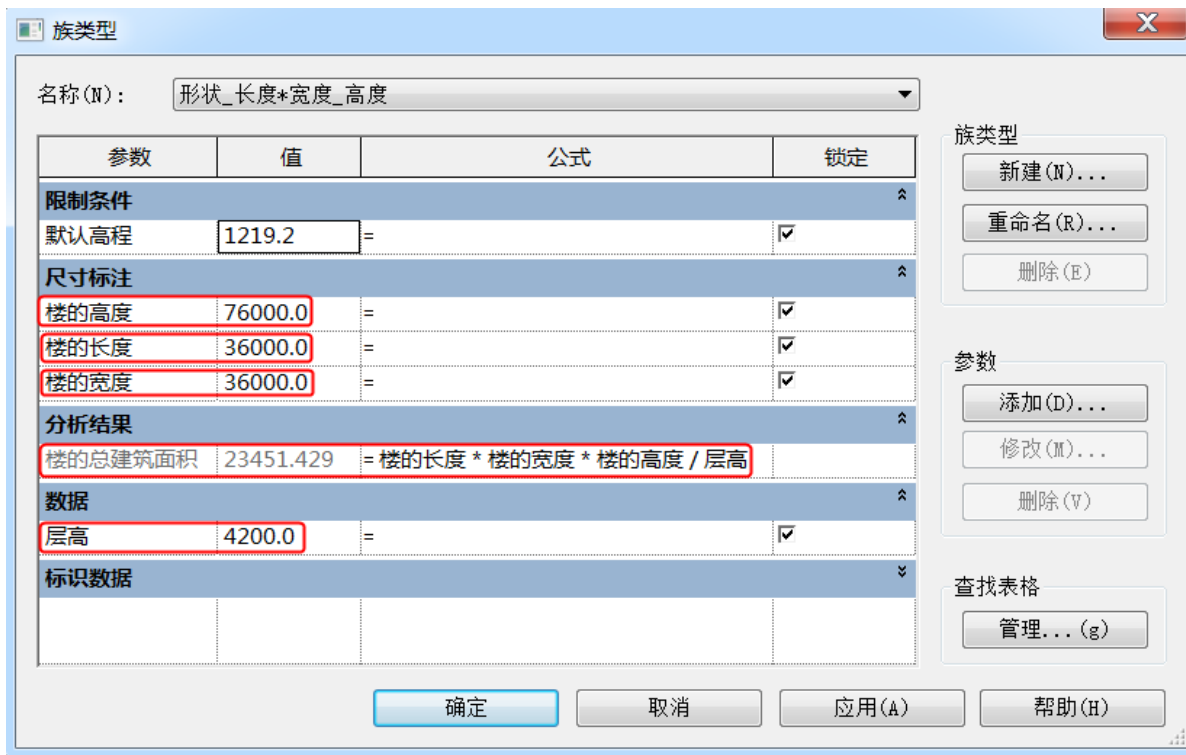 族类型
名称(N)： 形状_长度*宽度_高度
参数 值 公式 锁定
限制条件
默认高程 1219.2 =
尺寸标注
楼的高度 76000.0 =
楼的长度 36000.0 =
楼的宽度 36000.0 =
分析结果
楼的总建筑面积 23451.429 = 楼的长度 * 楼的宽度 * 楼的高度 / 层高
数据
层高 4200.0 =
标识数据
族类型
新建(N)...
重命名(R)...
删除(E)
参数
添加(D)...
修改(M)...
删除(V)
查找表格
管理...(g)
确定 取消 应用(A) 帮助(H)